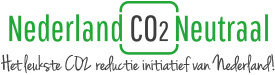 Nederland CO2 Neutraal
Het leukste CO2 reductie initiatief van Nederland!